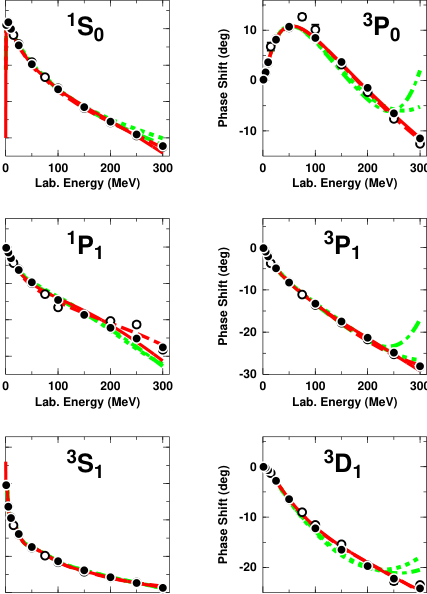 ¹S₀
³P₀
10
0
-10
Phase Shift (deg)
0 100 200 300
0 100 200 300
Lab. Energy (MeV)
Lab. Energy (MeV)
¹P₁
³P₁
0
-10
-20
-30
Phase Shift (deg)
0 100 200 300
0 100 200 300
Lab. Energy (MeV)
Lab. Energy (MeV)
³S₁
³D₁
0
-10
-20
Phase Shift (deg)